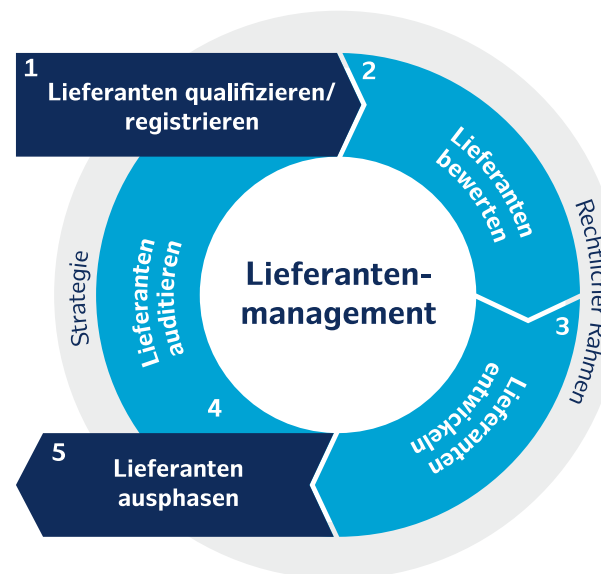 1
Lieferanten qualifizieren/
registrieren
2
Lieferanten
bewerten
Rechtlicher Rahmen
3
Lieferanten
entwickeln
Lieferanten-
management
Strategie
Lieferanten
auditieren
4
5
Lieferanten
ausphasen